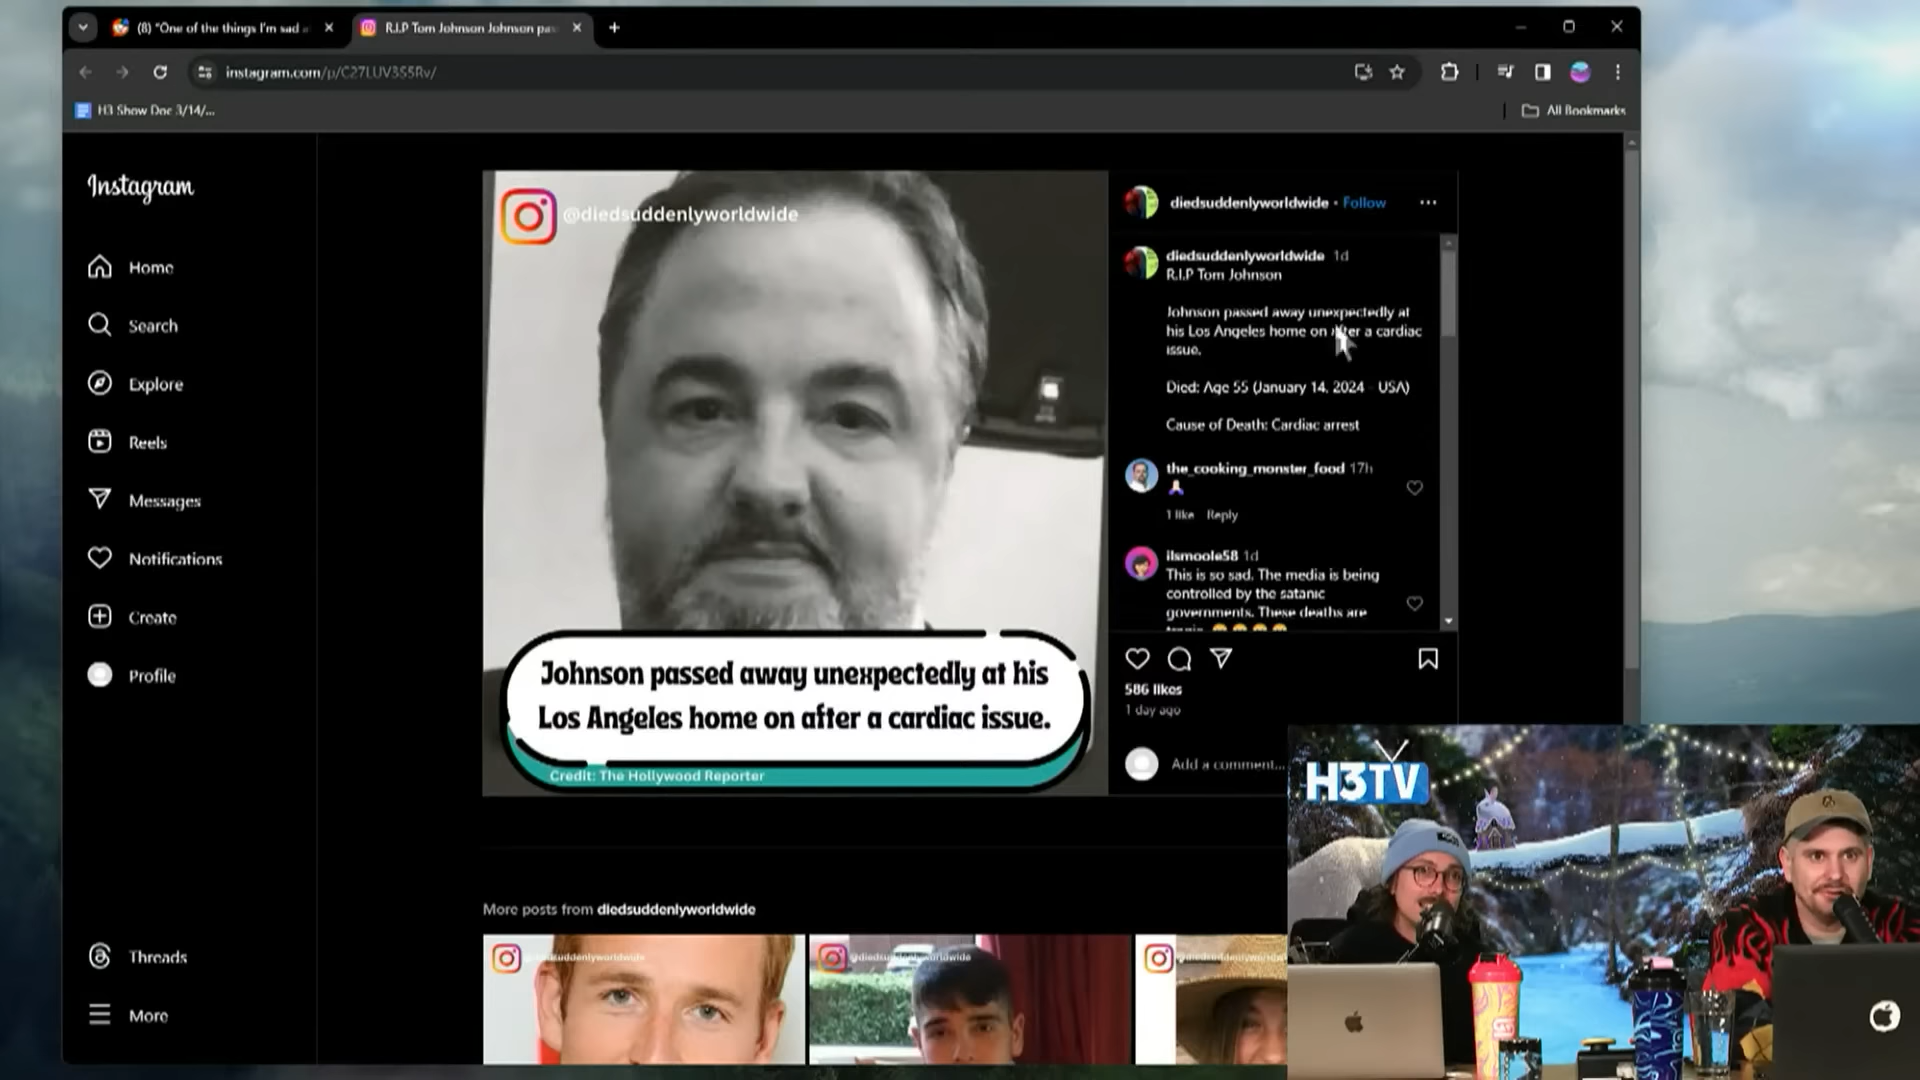 (8) "One of the things I'm sad
R.I.P Tom Johnson Johnson pas
instagram.com/p/C27LUV3S5Rv/
H3 Show Doc 3/14/...
All Bookmarks
Instagram
Home
Search
Explore
Reels
Messages
Notifications
Create
Profile
Threads
More
@diedsuddenlyworldwide
Johnson passed away unexpectedly at his
Los Angeles home on after a cardiac issue.
Credit: The Hollywood Reporter
diedsuddenlyworldwide • Follow
diedsuddenlyworldwide 1d
R.I.P Tom Johnson
Johnson passed away unexpectedly at
his Los Angeles home on after a cardiac
issue.
Died: Age 55 (January 14, 2024 - USA)
Cause of Death: Cardiac arrest
the_cooking_monster_food 17h
1 like Reply
ilsmoole58 1d
This is so sad. The media is being
controlled by the satanic
governments. These deaths are
586 likes
1 day ago
Add a comment...
More posts from diedsuddenlyworldwide
@diedsuddenlyworldwide
@diedsuddenlyworldwide
H3TV